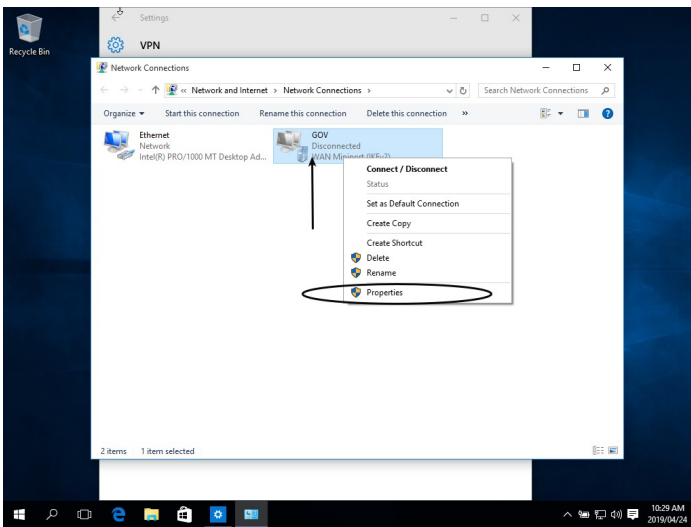 Recycle Bin
Settings
VPN
Network Connections
« Network and Internet > Network Connections >
Search Network Connections
Organize
Start this connection
Rename this connection
Delete this connection
»
Ethernet
Network
Intel(R) PRO/1000 MT Desktop Ad...
GOV
Disconnected
WAN Miniport (IKEv2)
Connect / Disconnect
Status
Set as Default Connection
Create Copy
Create Shortcut
Delete
Rename
Properties
2 items
1 item selected
10:29 AM
2019/04/24